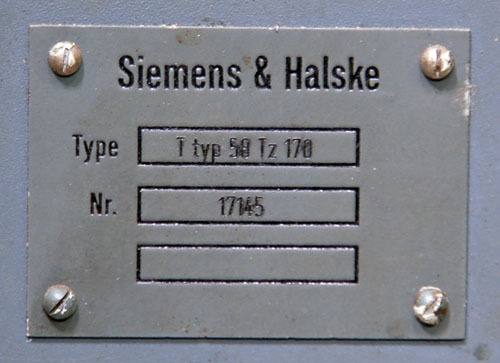 Siemens & Halske
Type T typ 58 Tz 170
Nr. 17145